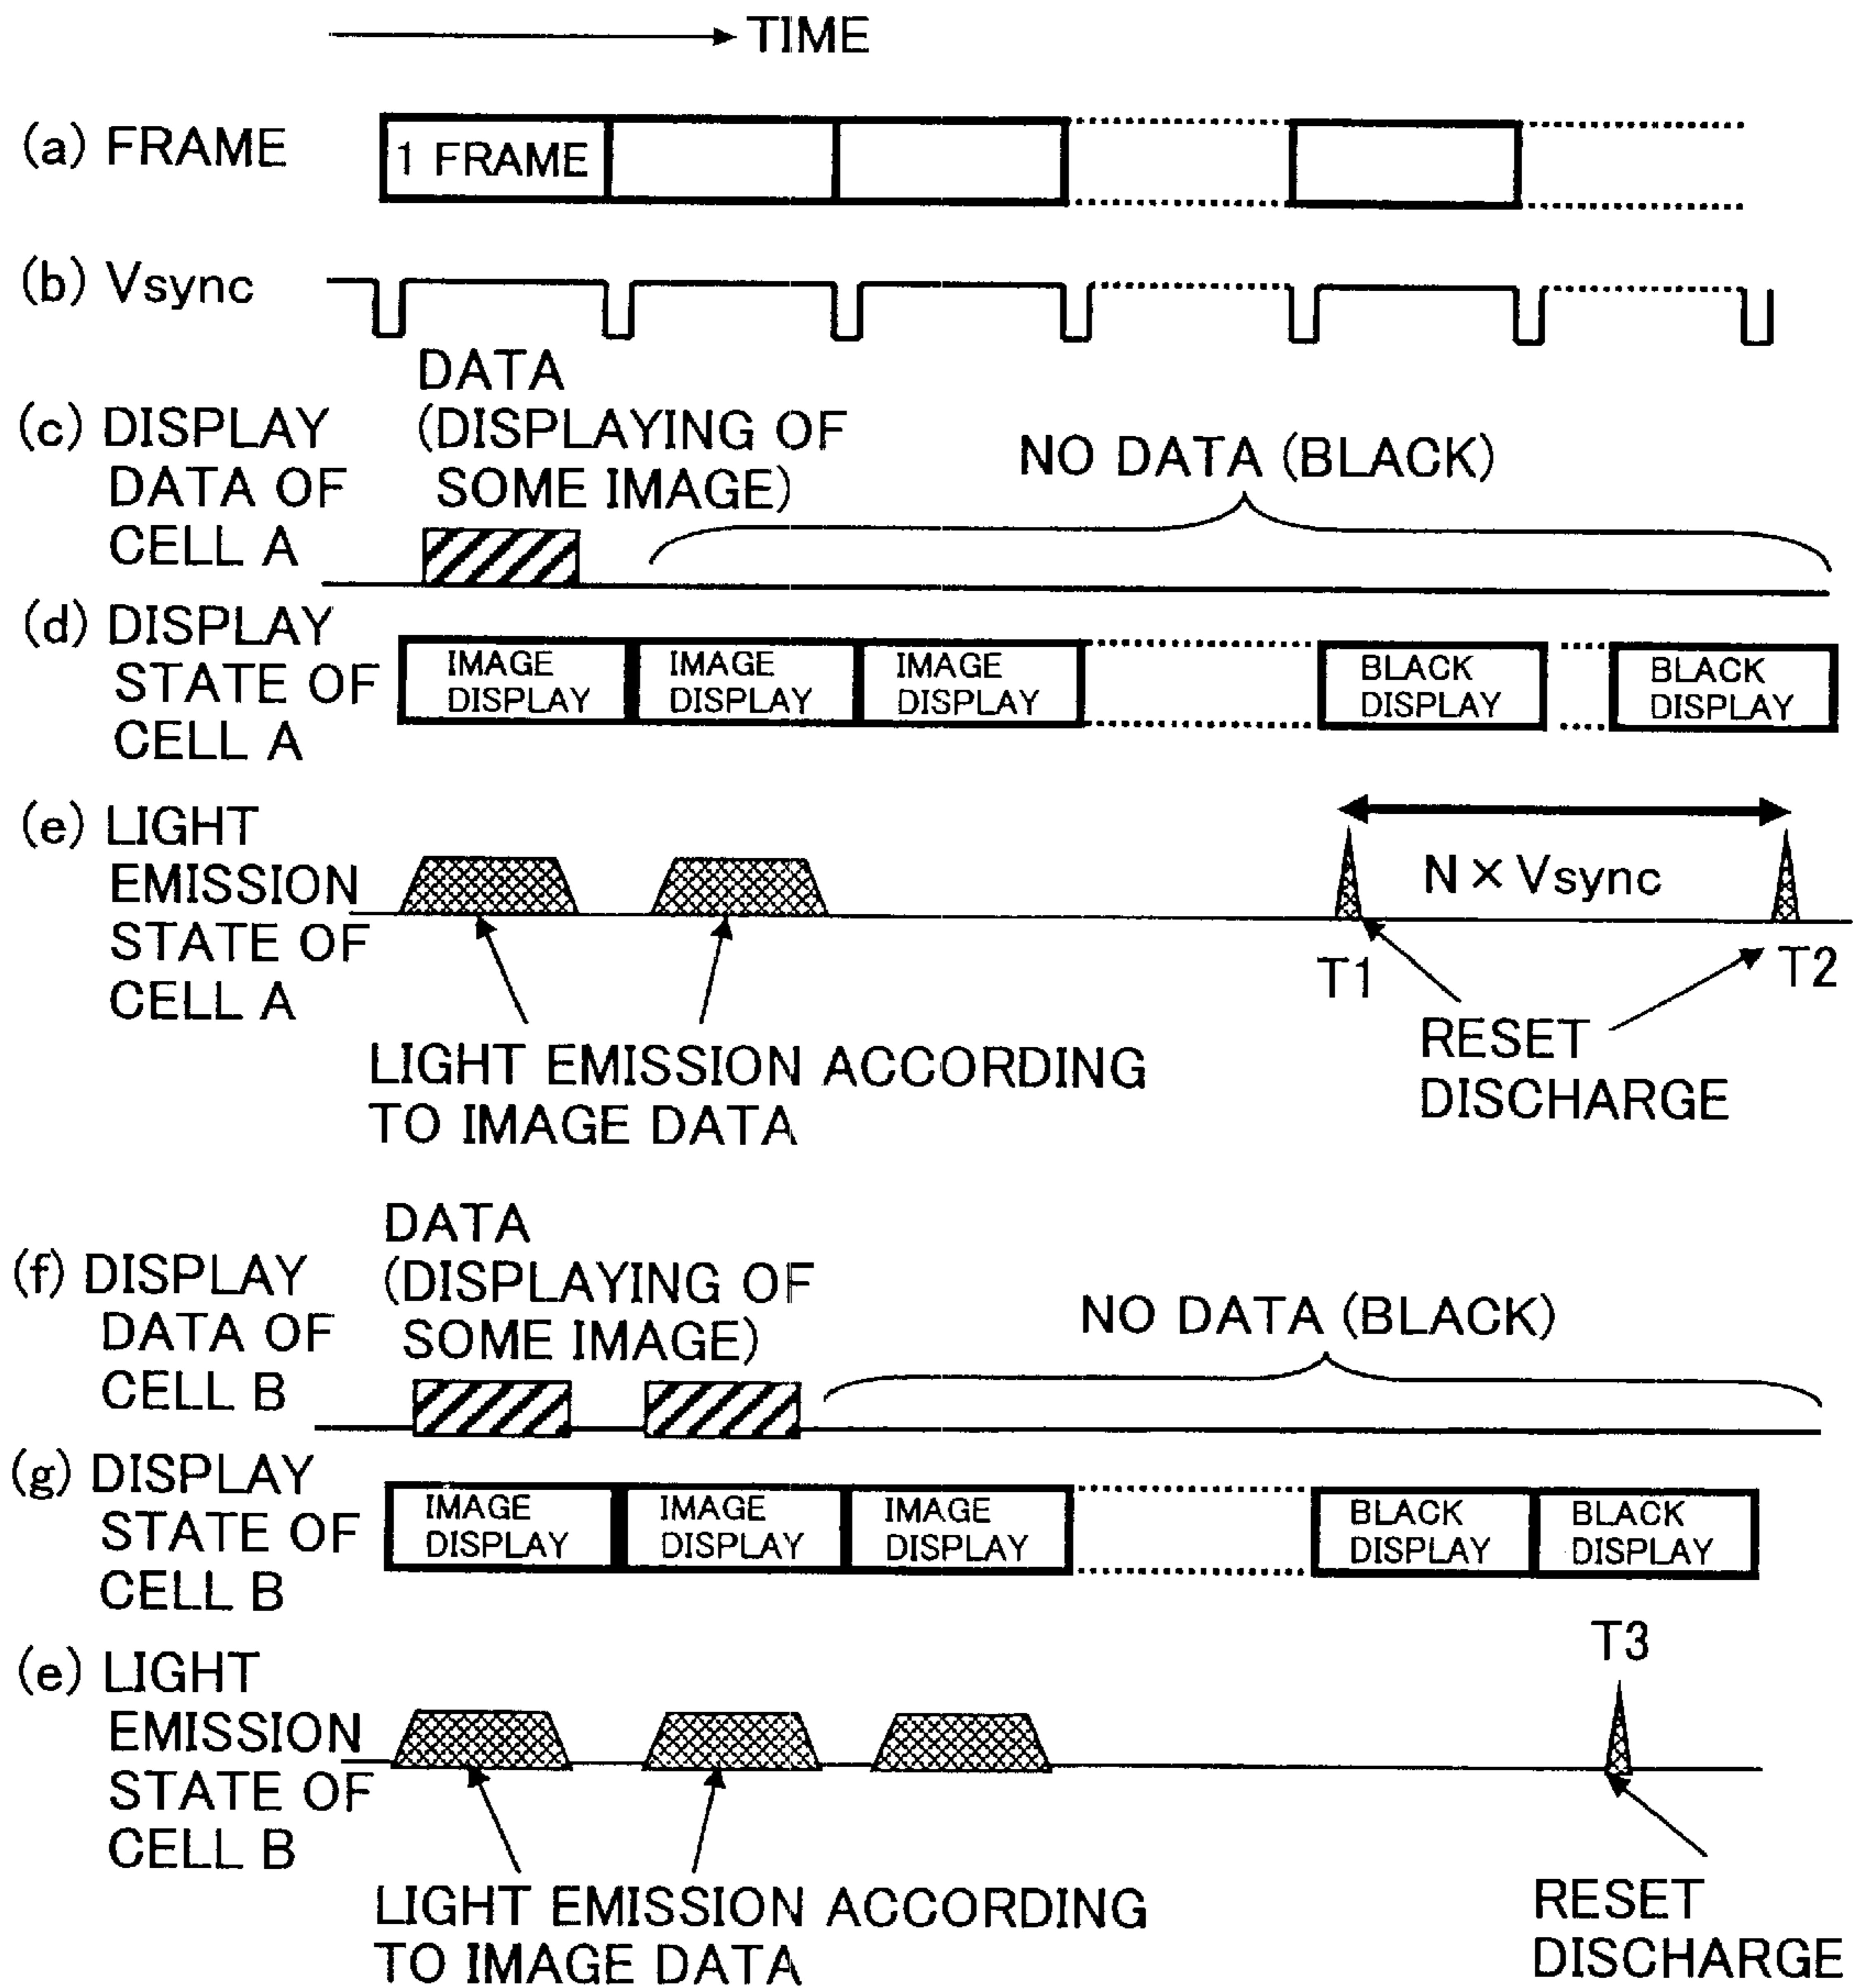 TIME
(a) FRAME
1 FRAME
(b) Vsync
DATA
(DISPLAYING OF
SOME IMAGE)
(c) DISPLAY
DATA OF
CELL A
NO DATA (BLACK)
(d) DISPLAY
STATE OF
CELL A
IMAGE
DISPLAY
IMAGE
DISPLAY
IMAGE
DISPLAY
BLACK
DISPLAY
BLACK
DISPLAY
(e) LIGHT
EMISSION
STATE OF
CELL A
N × Vsync
T1
T2
LIGHT EMISSION ACCORDING
TO IMAGE DATA
RESET
DISCHARGE
DATA
(DISPLAYING OF
SOME IMAGE)
(f) DISPLAY
DATA OF
CELL B
NO DATA (BLACK)
(g) DISPLAY
STATE OF
CELL B
IMAGE
DISPLAY
IMAGE
DISPLAY
IMAGE
DISPLAY
BLACK
DISPLAY
BLACK
DISPLAY
(e) LIGHT
EMISSION
STATE OF
CELL B
T3
LIGHT EMISSION ACCORDING
TO IMAGE DATA
RESET
DISCHARGE